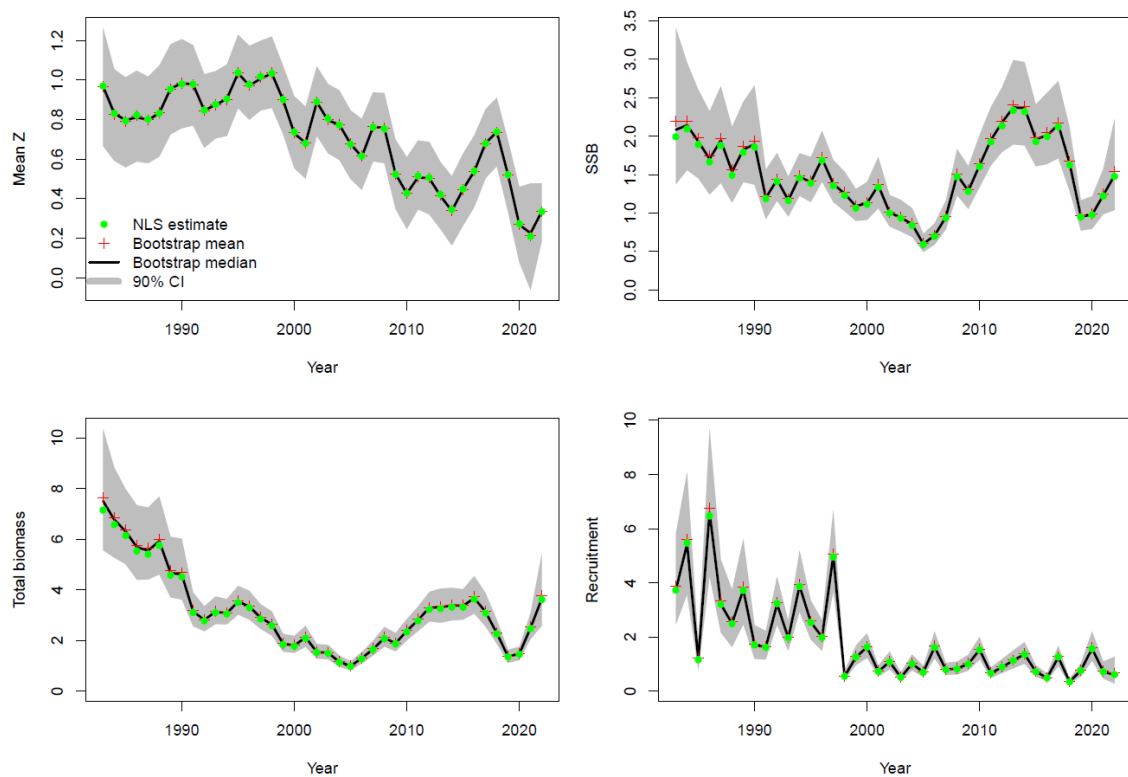 Mean Z
1.2
1.0
0.8
0.6
0.4
0.2
0.0
NLS estimate
Bootstrap mean
Bootstrap median
90% CI
1990 2000 2010 2020
Year
SSB
3.5
3.0
2.5
2.0
1.5
1.0
0.5
0.0
1990 2000 2010 2020
Year
Total biomass
10
8
6
4
2
0
1990 2000 2010 2020
Year
Recruitment
10
8
6
4
2
0
1990 2000 2010 2020
Year